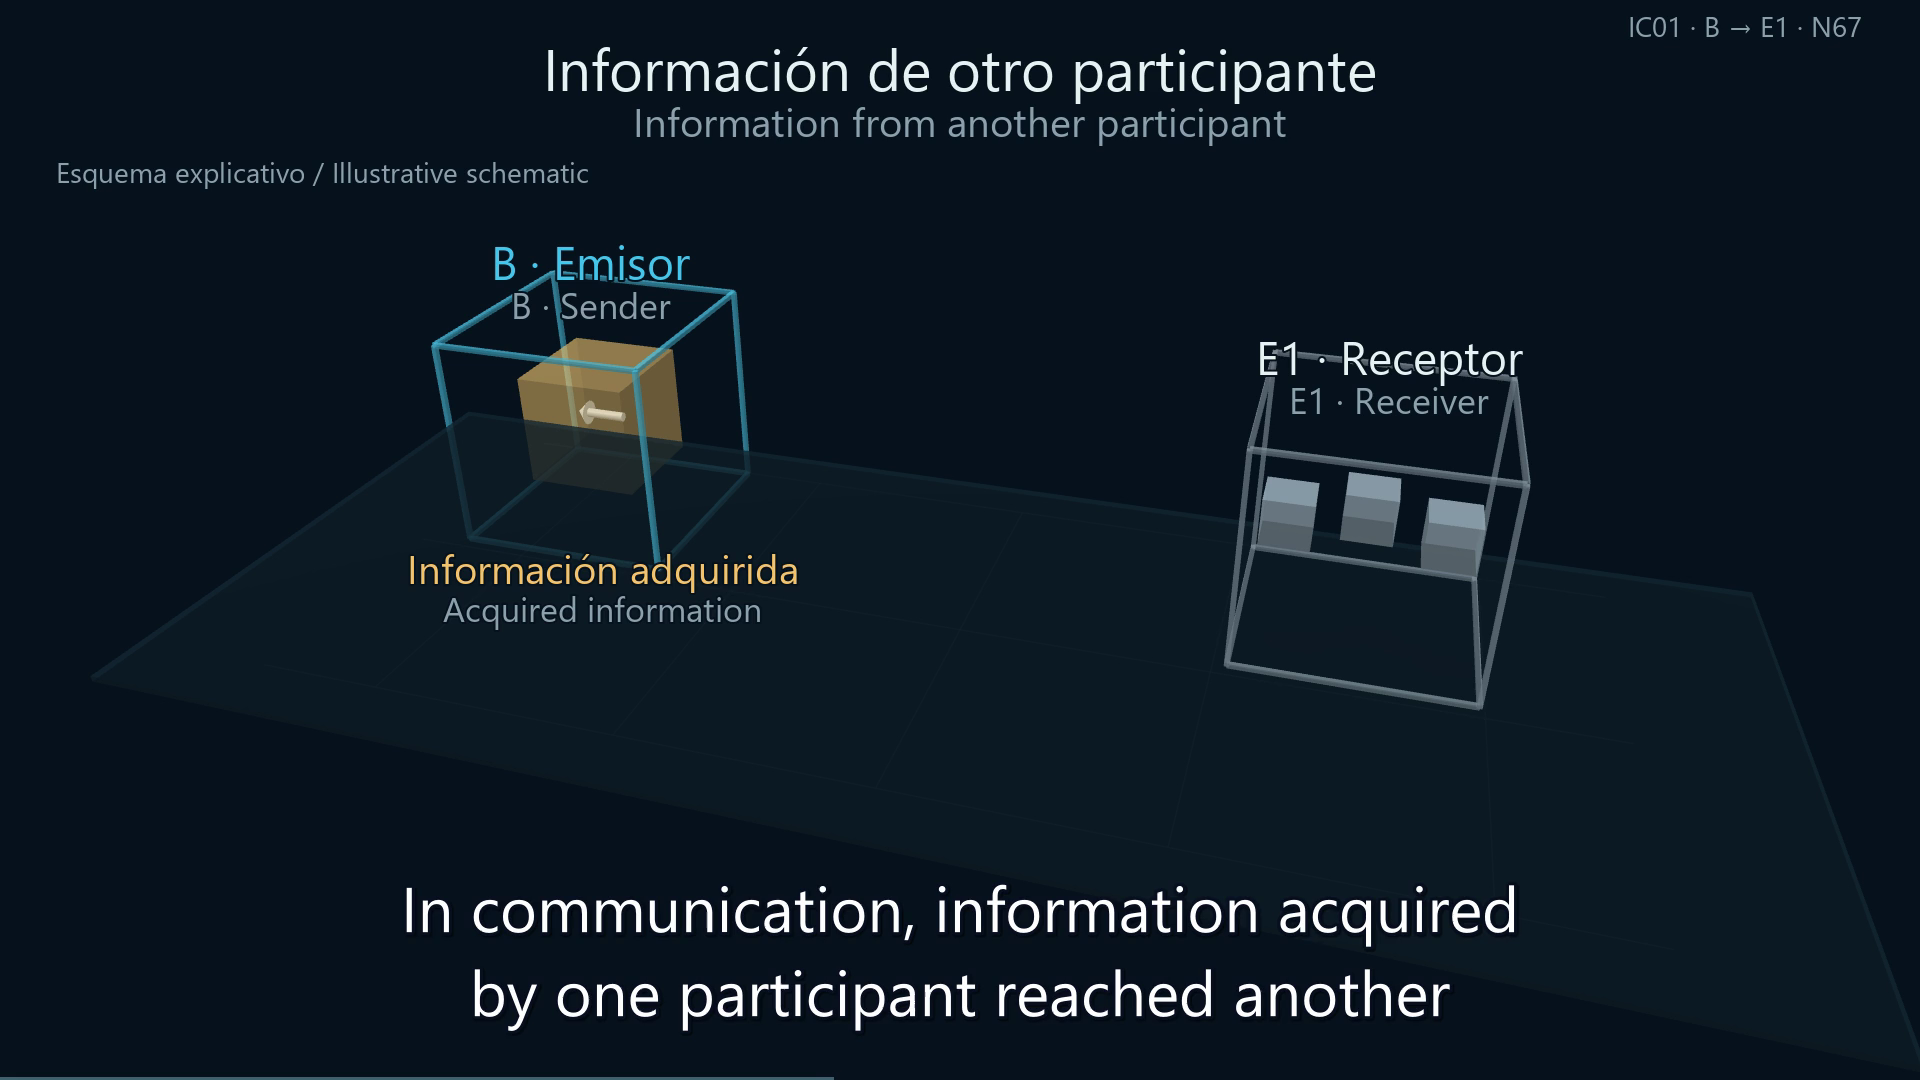 IC01 · B → E1 · N67
Información de otro participante
Information from another participant
Esquema explicativo / Illustrative schematic
B · Emisor
B · Sender
E1 · Receptor
E1 · Receiver
Información adquirida
Acquired information
In communication, information acquired
by one participant reached another